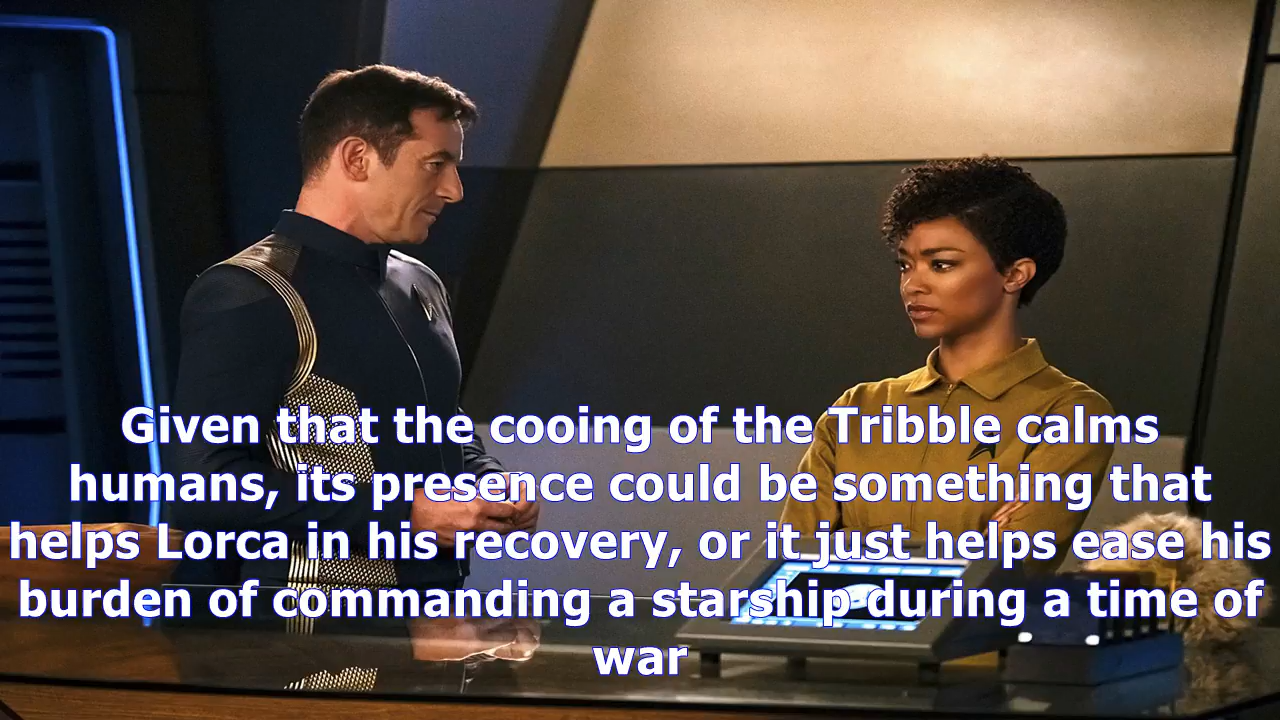 Given that the cooing of the Tribble calms
humans, its presence could be something that
helps Lorca in his recovery, or it just helps ease his
burden of commanding a starship during a time of
war